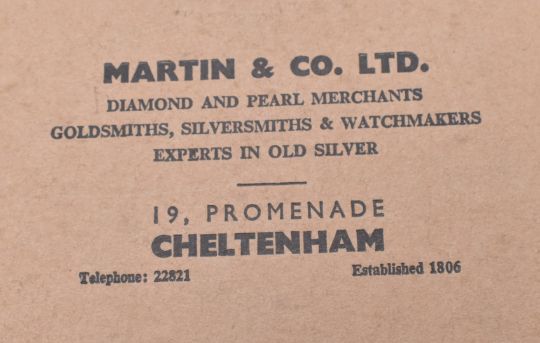 MARTIN & CO. LTD.
DIAMOND AND PEARL MERCHANTS
GOLDSMITHS, SILVERSMITHS & WATCHMAKERS
EXPERTS IN OLD SILVER
19, PROMENADE
CHELTENHAM
Telephone: 22821 Established 1806